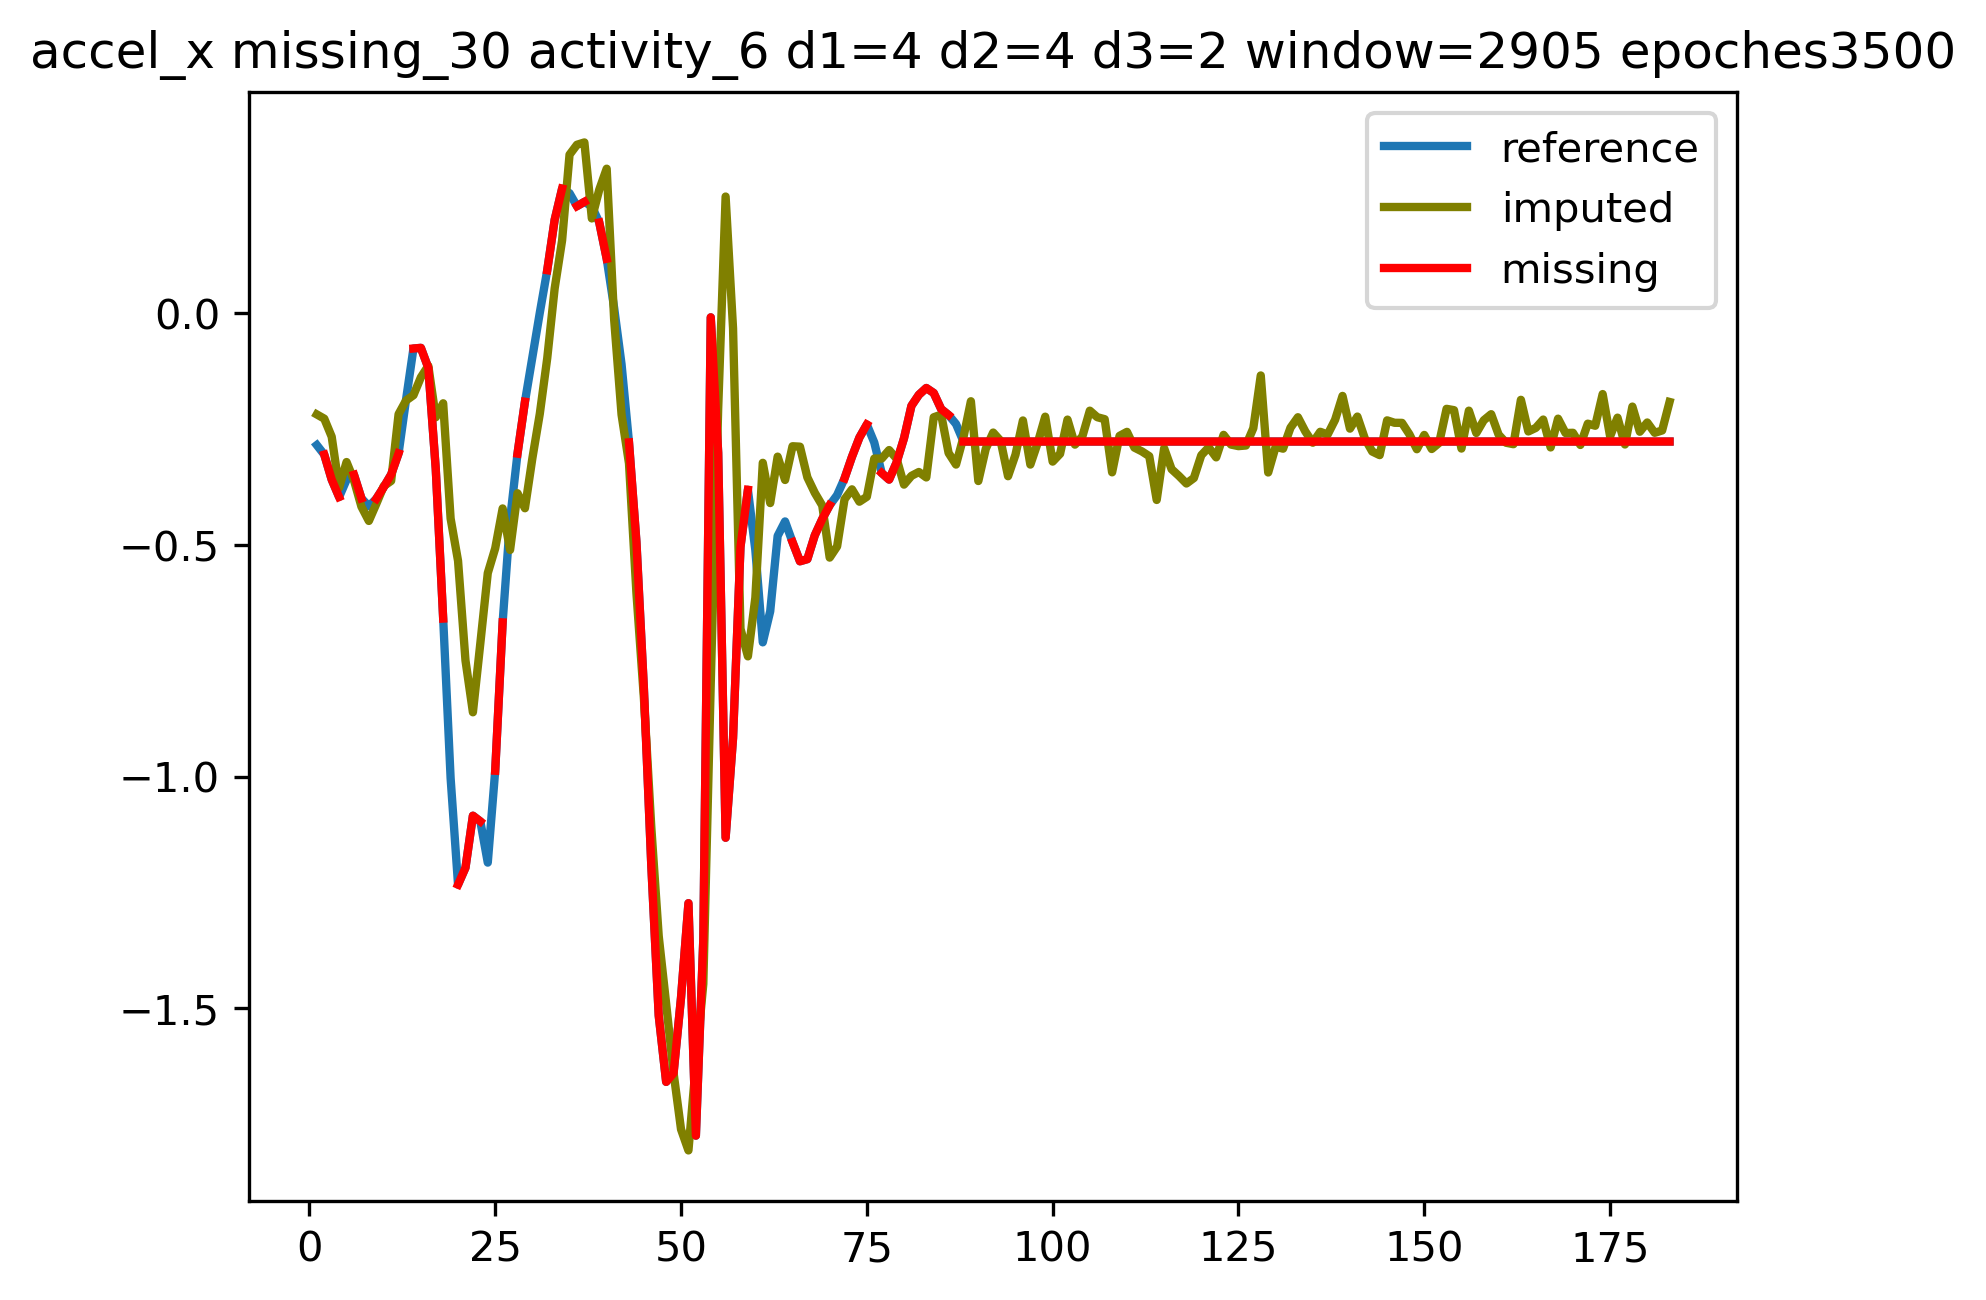 accel_x missing_30 activity_6 d1=4 d2=4 d3=2 window=2905 epoches3500
reference
imputed
missing
0.0
−0.5
−1.0
−1.5
0 25 50 75 100 125 150 175